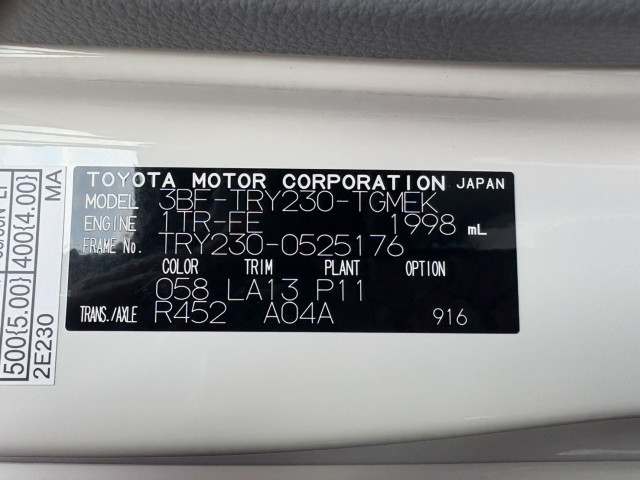 TOYOTA MOTOR CORPORATION JAPAN
MODEL 3BF-TRY230-TGMEK
ENGINE 1TR-FE 1998 mL
FRAME No. TRY230-0525176
COLOR TRIM PLANT OPTION
058 LA13 P11
TRANS./AXLE R452 A04A 916
500{5.00} 400{4.00}
2E230 MA